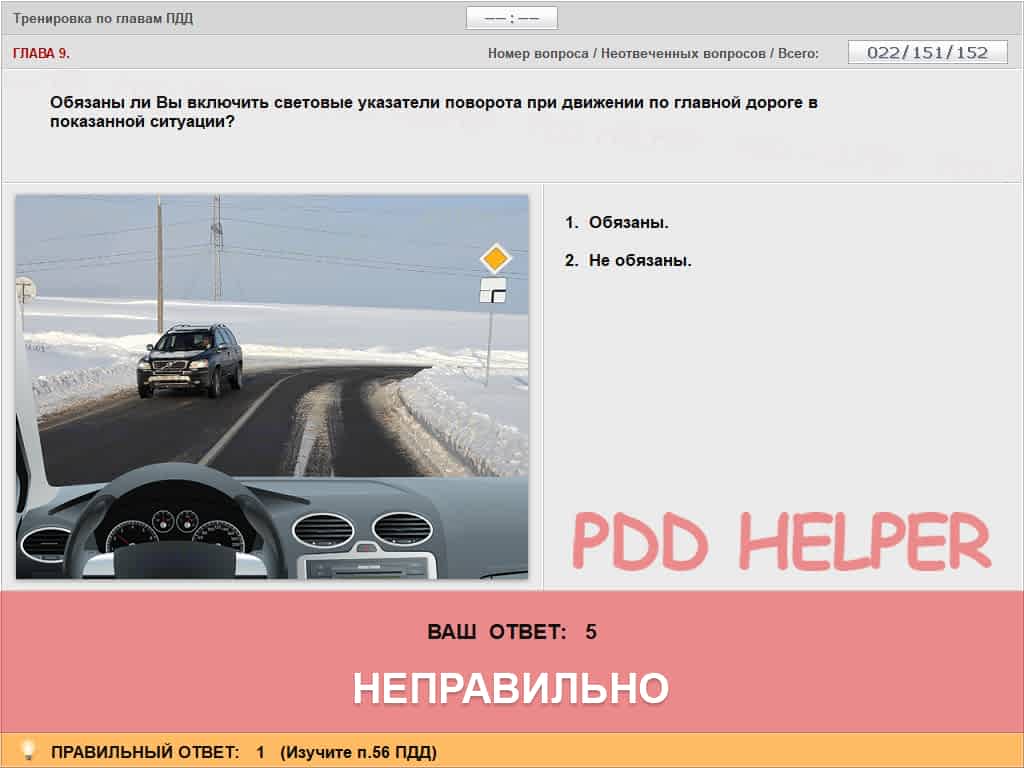 Тренировка по главам ПДД
—— : ——
ГЛАВА 9.
Номер вопроса / Неотвеченных вопросов / Всего:
022/151/152
Обязаны ли Вы включить световые указатели поворота при движении по главной дороге в
показанной ситуации?
1. Обязаны.
2. Не обязаны.
PDD HELPER
ВАШ ОТВЕТ: 5
НЕПРАВИЛЬНО
ПРАВИЛЬНЫЙ ОТВЕТ: 1 (Изучите п.56 ПДД)